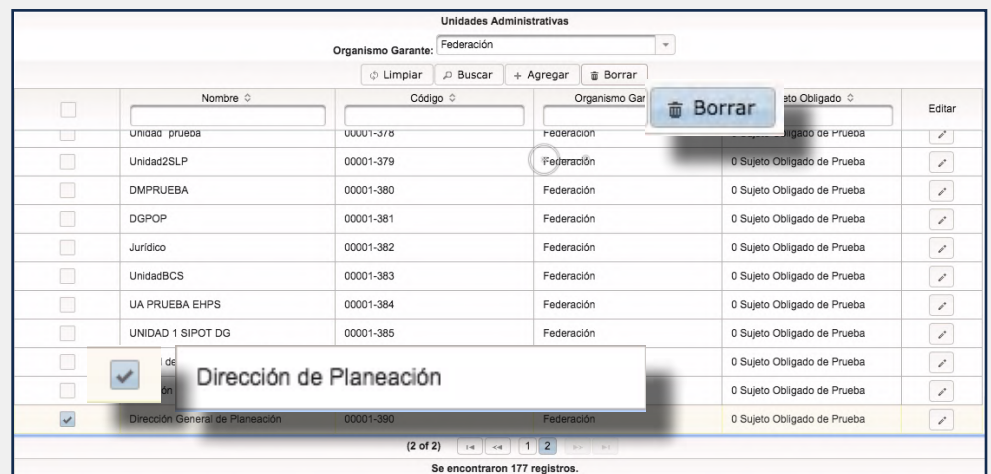 Unidades Administrativas
Organismo Garante: Federación
Limpiar Buscar + Agregar Borrar
Nombre Código Organismo Gar eto Obligado Editar
Borrar
Unidad prueba 00001-378 Federación 0 Sujeto Obligado de Prueba
Unidad2SLP 00001-379 Federación 0 Sujeto Obligado de Prueba
DMPRUEBA 00001-380 Federación 0 Sujeto Obligado de Prueba
DGPOP 00001-381 Federación 0 Sujeto Obligado de Prueba
Jurídico 00001-382 Federación 0 Sujeto Obligado de Prueba
UnidadBCS 00001-383 Federación 0 Sujeto Obligado de Prueba
UA PRUEBA EHPS 00001-384 Federación 0 Sujeto Obligado de Prueba
UNIDAD 1 SIPOT DG 00001-385 Federación 0 Sujeto Obligado de Prueba
de 0 Sujeto Obligado de Prueba
Dirección de Planeación
ón 0 Sujeto Obligado de Prueba
Dirección General de Planeación 00001-390 Federación 0 Sujeto Obligado de Prueba
(2 of 2) 1 2
Se encontraron 177 registros.